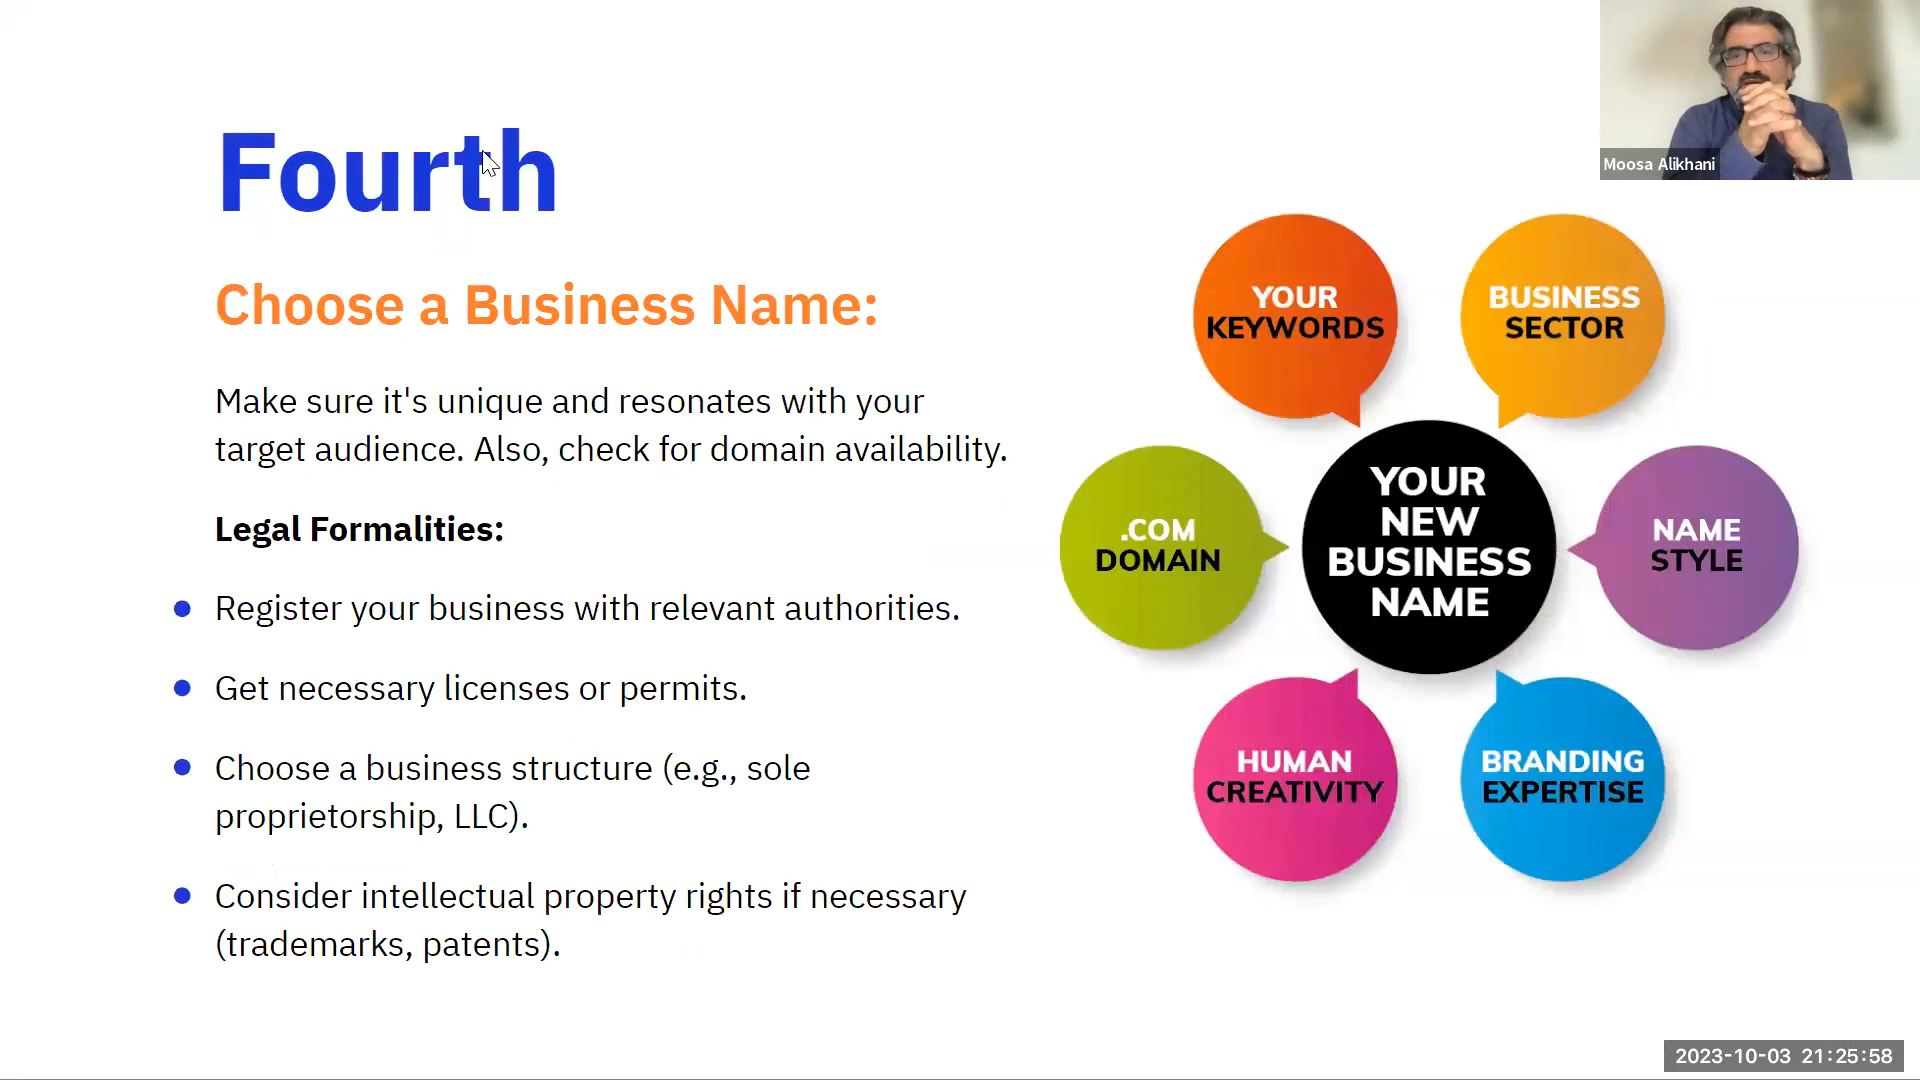 Fourth
Choose a Business Name:
Make sure it's unique and resonates with your
target audience. Also, check for domain availability.
Legal Formalities:
Register your business with relevant authorities.
Get necessary licenses or permits.
Choose a business structure (e.g., sole
proprietorship, LLC).
Consider intellectual property rights if necessary
(trademarks, patents).
Moosa Alikhani
YOUR
KEYWORDS
BUSINESS
SECTOR
.COM
DOMAIN
YOUR
NEW
BUSINESS
NAME
NAME
STYLE
HUMAN
CREATIVITY
BRANDING
EXPERTISE
2023-10-03 21:25:58